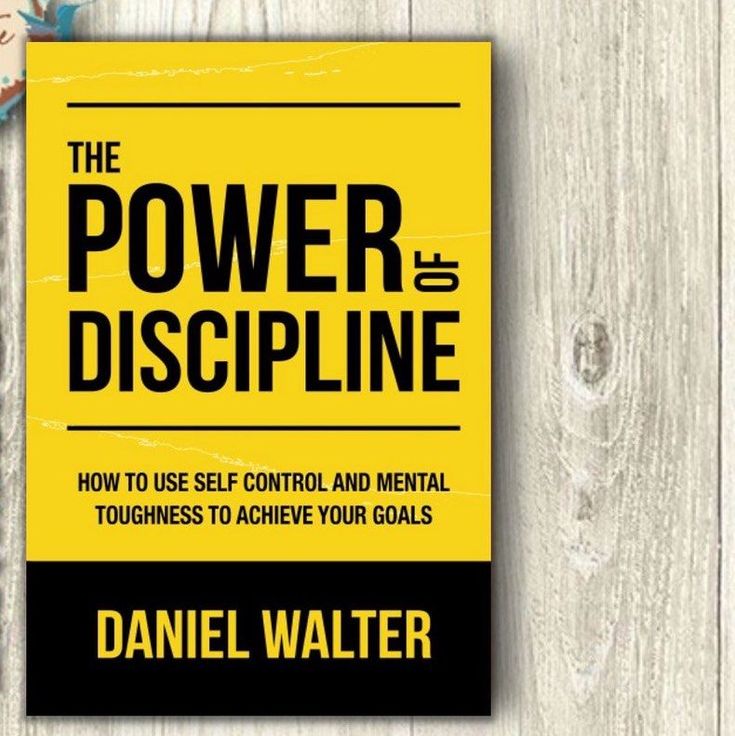 THE
POWER
OF
DISCIPLINE
HOW TO USE SELF CONTROL AND MENTAL
TOUGHNESS TO ACHIEVE YOUR GOALS
DANIEL WALTER